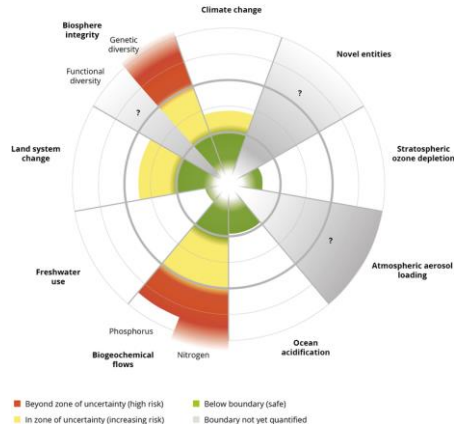 Climate change
Biosphere
integrity
Genetic
diversity
Functional
diversity
?
?
Novel entities
Land system
change
Stratospheric
ozone depletion
?
Atmospheric aerosol
loading
Freshwater
use
Phosphorus
Biogeochemical
flows
Nitrogen
Ocean
acidification
Beyond zone of uncertainty (high risk)
Below boundary (safe)
In zone of uncertainty (increasing risk)
Boundary not yet quantified